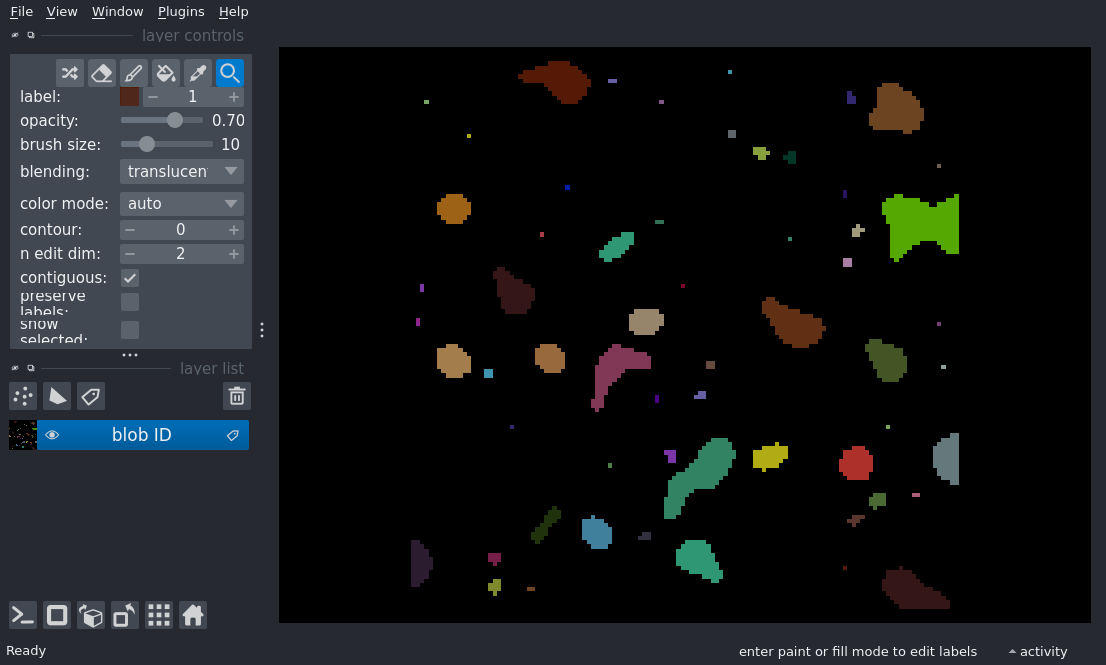 File View Window Plugins Help
layer controls
label: 1
opacity: 0.70
brush size: 10
blending: translucen
color mode: auto
contour: 0
n edit dim: 2
contiguous:
preserve
labels:
show
selected:
layer list
blob ID
Ready enter paint or fill mode to edit labels activity